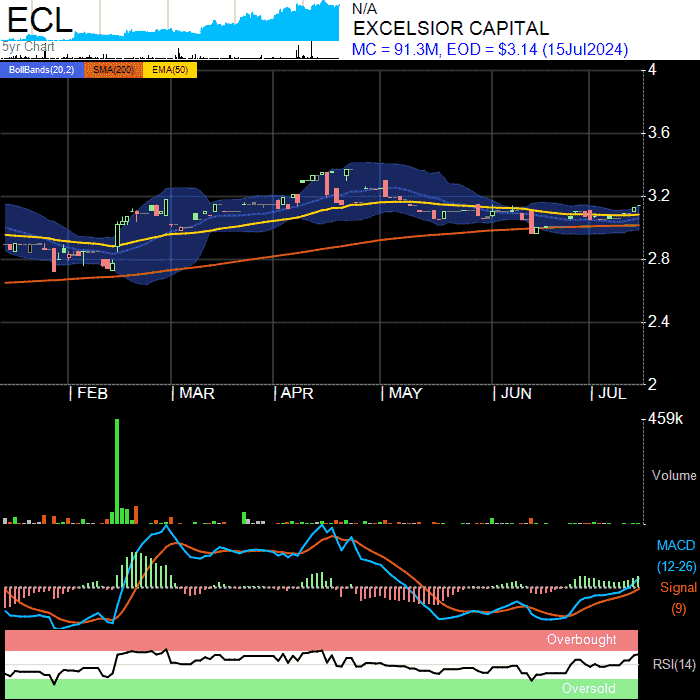 ECL
5yr Chart
N/A
EXCELSIOR CAPITAL
MC = 91.3M, EOD = $3.14 (15Jul2024)
BollBands(20,2) SMA(200) EMA(50)
4
3.6
3.2
2.8
2.4
2
| FEB | MAR | APR | MAY | JUN | JUL
459k
Volume
MACD
(12-26)
Signal
(9)
Overbought
RSI(14)
Oversold